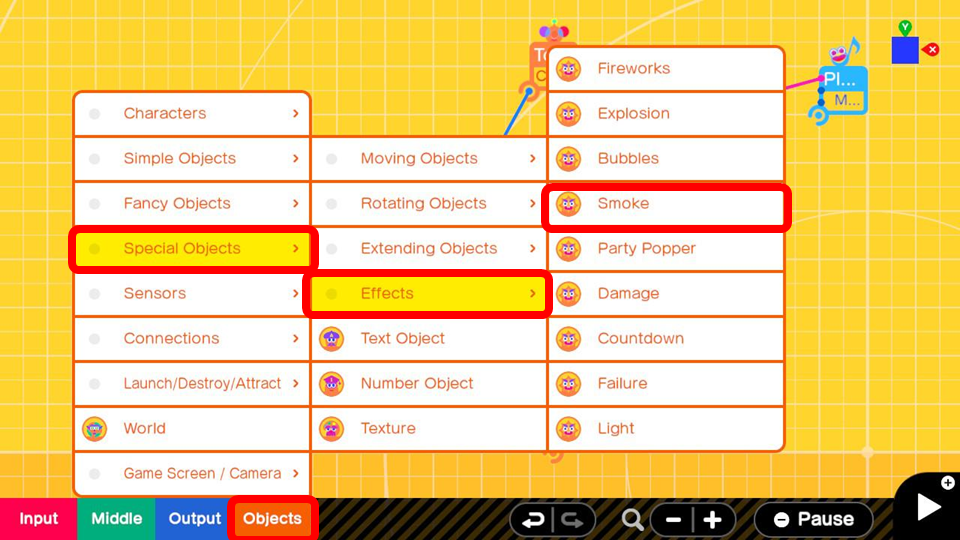 To
C
Pl...
M...
Y
X
Characters
Simple Objects
Fancy Objects
Special Objects
Sensors
Connections
Launch/Destroy/Attract
World
Game Screen / Camera
Moving Objects
Rotating Objects
Extending Objects
Effects
Text Object
Number Object
Texture
Fireworks
Explosion
Bubbles
Smoke
Party Popper
Damage
Countdown
Failure
Light
Input
Middle
Output
Objects
Pause